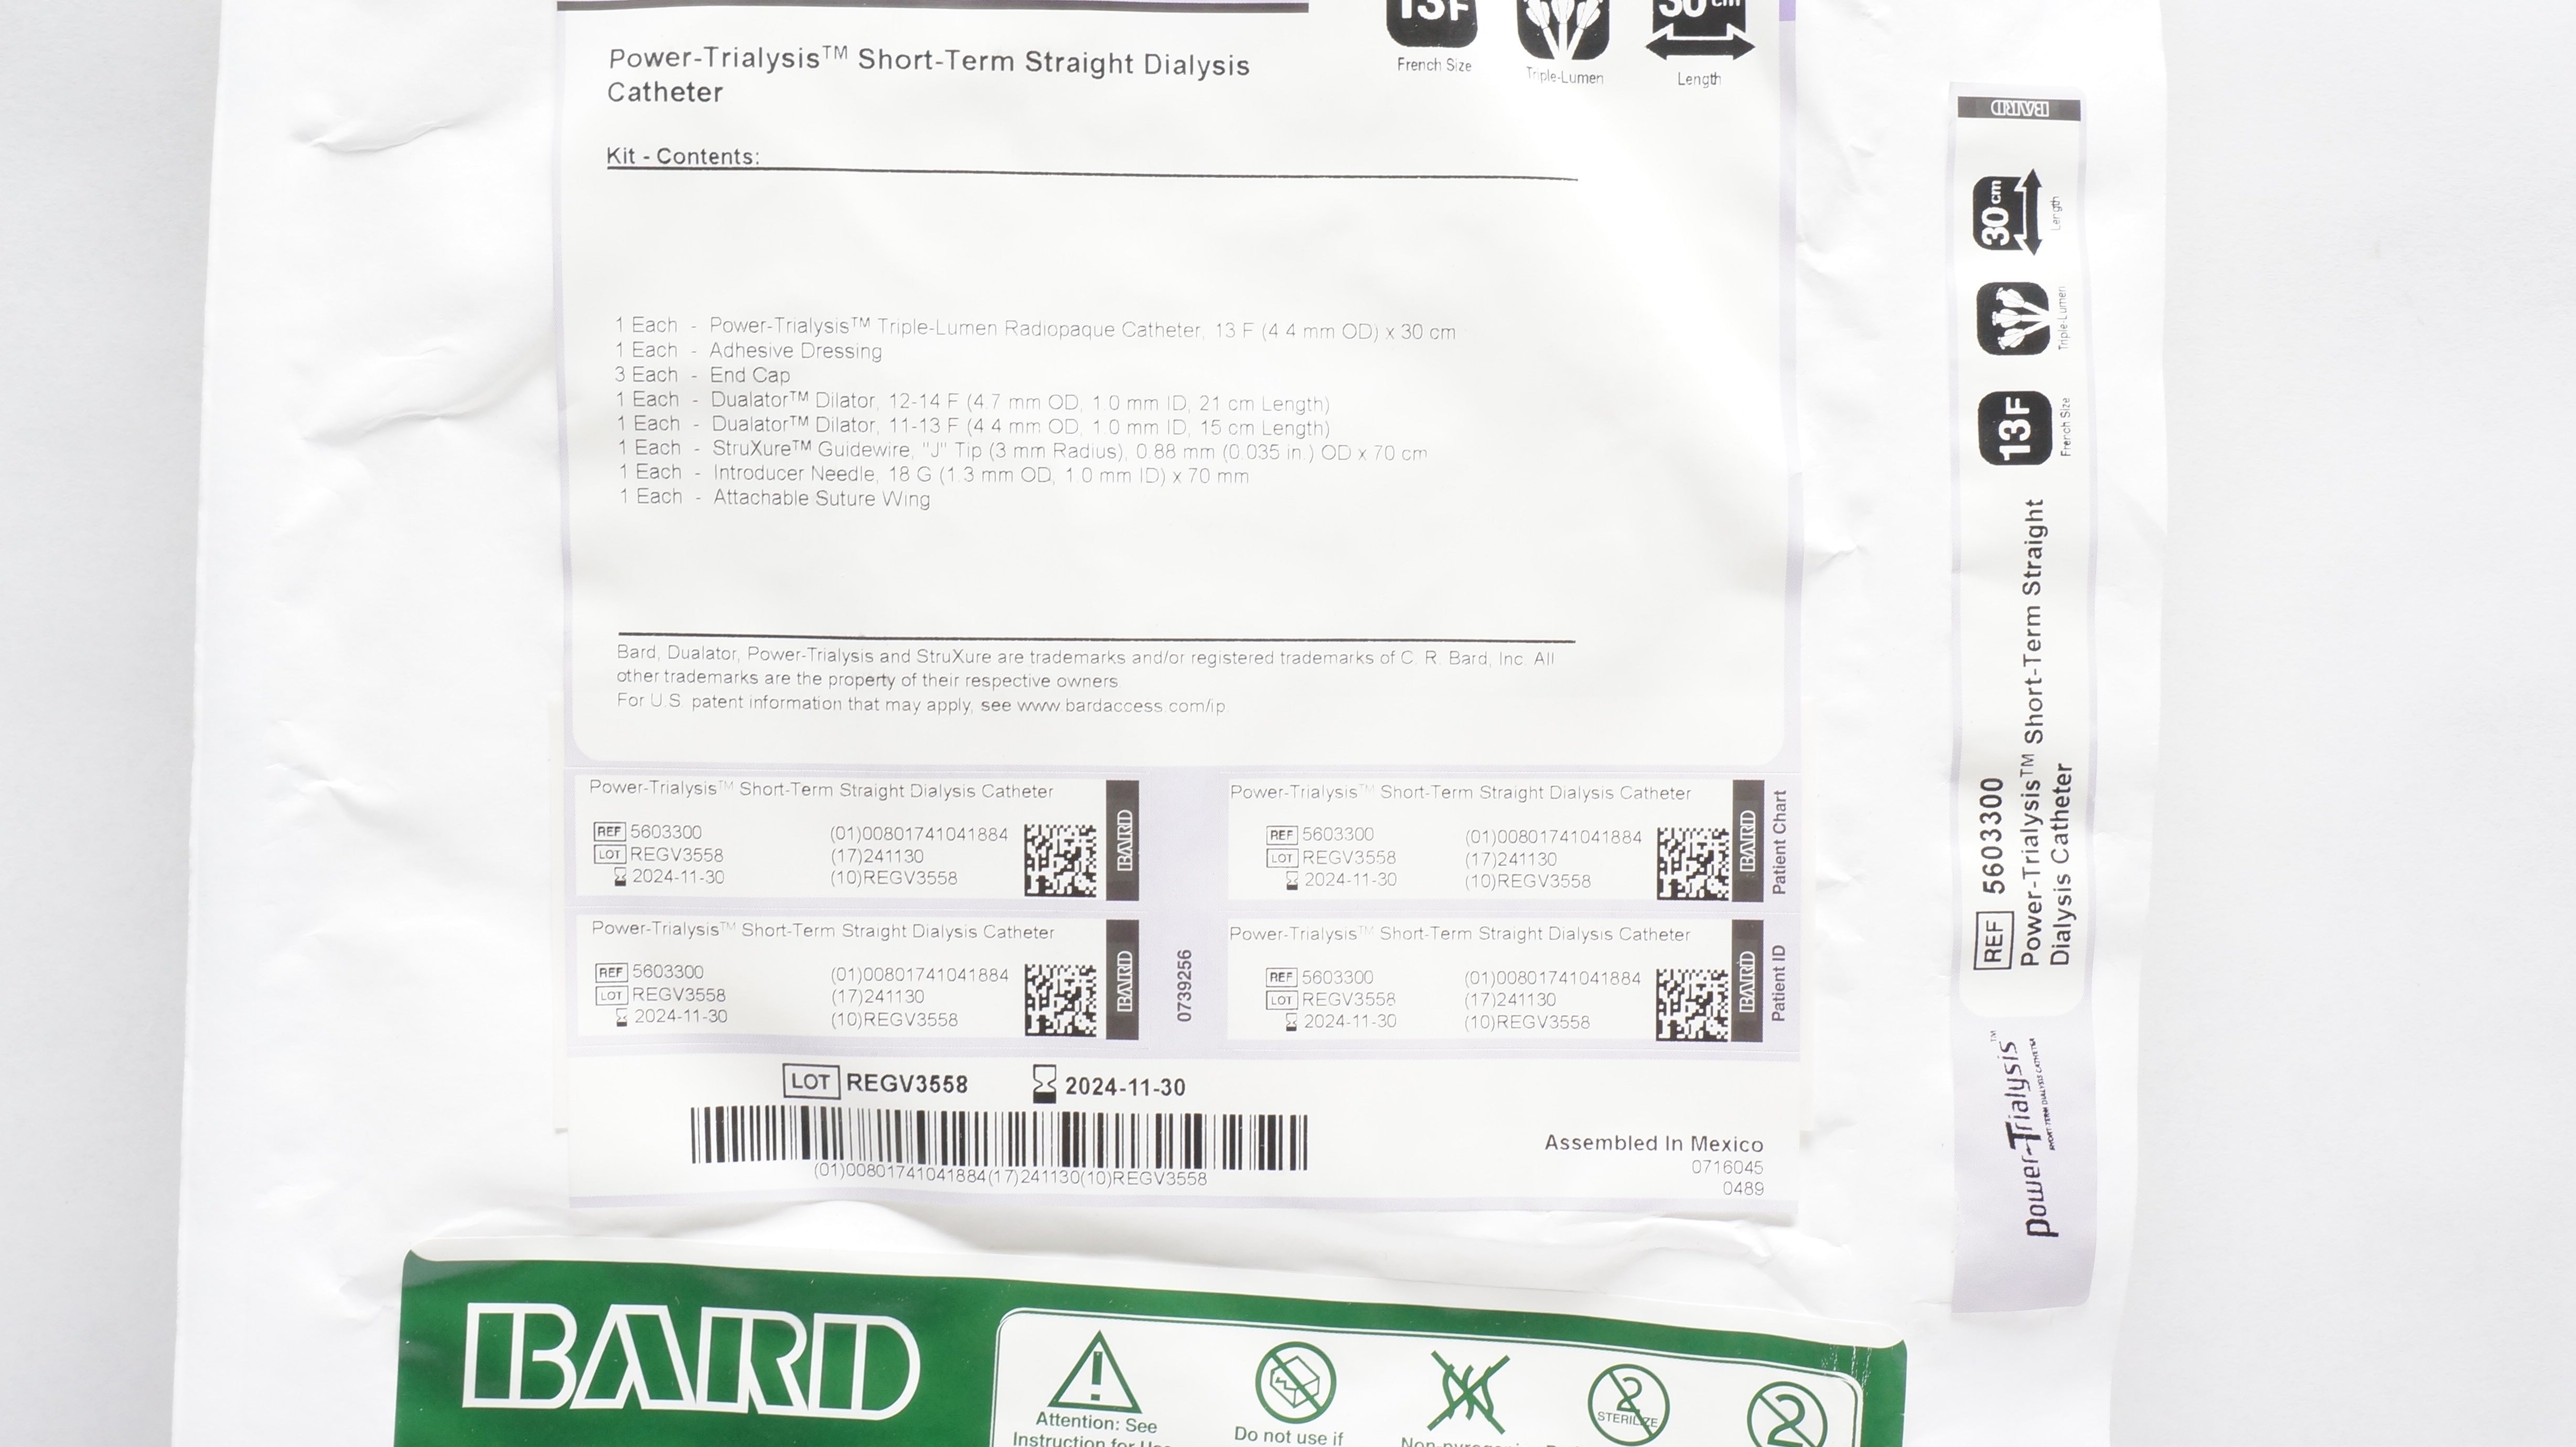 13F
French Size
Triple-Lumen
30 cm
Length
Power-Trialysis™ Short-Term Straight Dialysis
Catheter
Kit - Contents:
1 Each - Power-Trialysis™ Triple-Lumen Radiopaque Catheter, 13 F (4.4 mm OD) x 30 cm
1 Each - Adhesive Dressing
3 Each - End Cap
1 Each - Dualator™ Dilator, 12-14 F (4.7 mm OD, 1.0 mm ID, 21 cm Length)
1 Each - Dualator™ Dilator, 11-13 F (4.4 mm OD, 1.0 mm ID, 15 cm Length)
1 Each - StruXure™ Guidewire, "J" Tip (3 mm Radius), 0.88 mm (0.035 in.) OD x 70 cm
1 Each - Introducer Needle, 18 G (1.3 mm OD, 1.0 mm ID) x 70 mm
1 Each - Attachable Suture Wing
Bard, Dualator, Power-Trialysis and StruXure are trademarks and/or registered trademarks of C. R. Bard, Inc. All
other trademarks are the property of their respective owners.
For U.S. patent information that may apply, see www.bardaccess.com/ip.
Power-Trialysis™ Short-Term Straight Dialysis Catheter
REF 5603300 (01)00801741041884
LOT REGV3558 (17)241130
2024-11-30 (10)REGV3558
BARD
Power-Trialysis™ Short-Term Straight Dialysis Catheter
REF 5603300 (01)00801741041884
LOT REGV3558 (17)241130
2024-11-30 (10)REGV3558
BARD
Patient Chart
Power-Trialysis™ Short-Term Straight Dialysis Catheter
REF 5603300 (01)00801741041884
LOT REGV3558 (17)241130
2024-11-30 (10)REGV3558
BARD
0739256
Power-Trialysis™ Short-Term Straight Dialysis Catheter
REF 5603300 (01)00801741041884
LOT REGV3558 (17)241130
2024-11-30 (10)REGV3558
BARD
Patient ID
LOT REGV3558 2024-11-30
(01)00801741041884(17)241130(10)REGV3558
Assembled In Mexico
0716045
0489
BARD
30 cm
Length
Triple-Lumen
13F
French Size
REF 5603300
Power-Trialysis™ Short-Term Straight
Dialysis Catheter
Power-Trialysis™
SHORT-TERM DIALYSIS CATHETER
BARD
Attention: See
Instruction for Use
Do not use if
2
STERILIZE
2